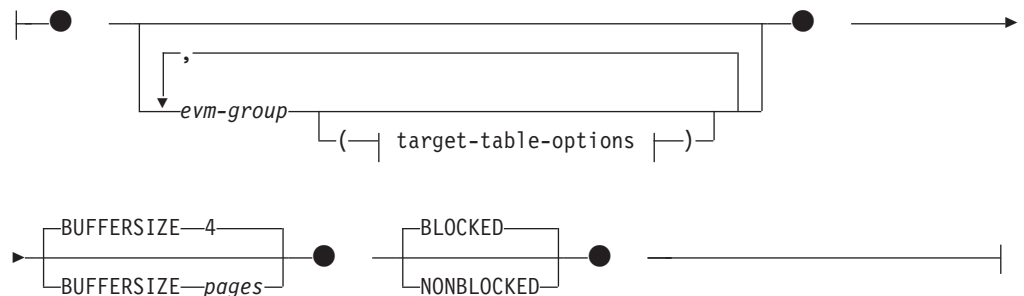 ,
evm-group
( target-table-options )
BUFFERSIZE 4 BLOCKED
BUFFERSIZE pages NONBLOCKED